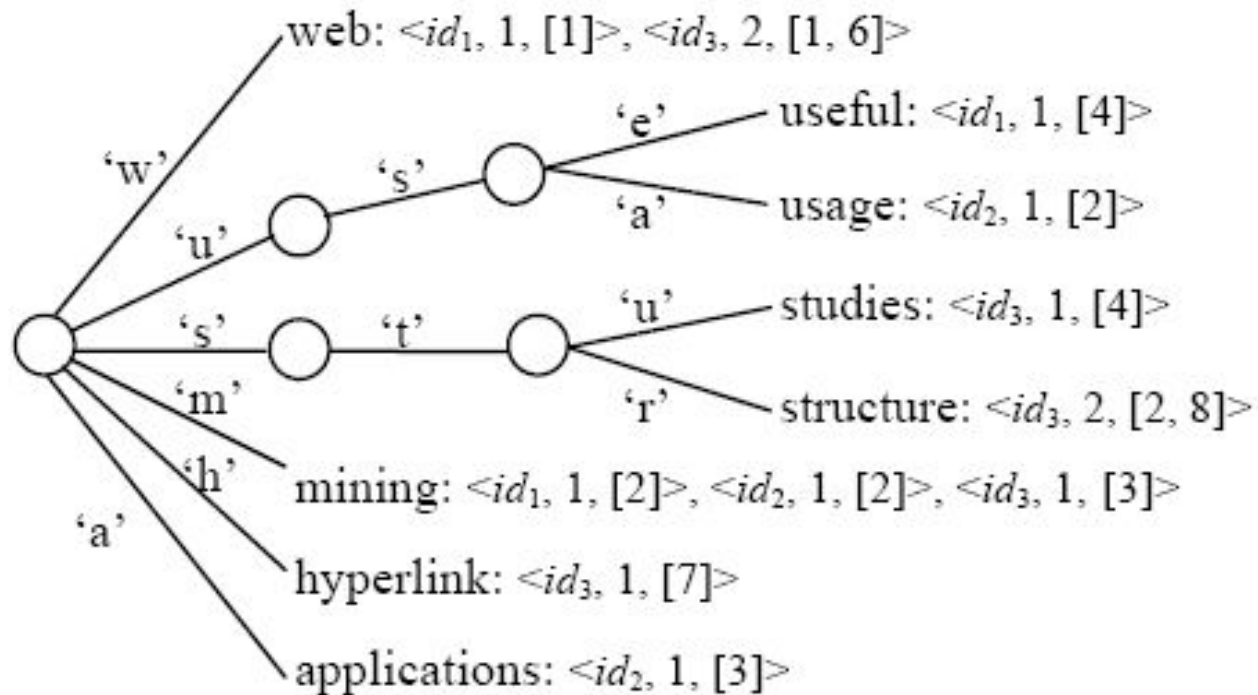 web: <id₁, 1, [1]>, <id₃, 2, [1, 6]>
‘e’
useful: <id₁, 1, [4]>
‘w’
‘s’
‘a’
usage: <id₂, 1, [2]>
‘u’
‘u’
studies: <id₃, 1, [4]>
‘s’
‘t’
‘r’
structure: <id₃, 2, [2, 8]>
‘m’
mining: <id₁, 1, [2]>, <id₂, 1, [2]>, <id₃, 1, [3]>
‘h’
‘a’
hyperlink: <id₃, 1, [7]>
applications: <id₂, 1, [3]>